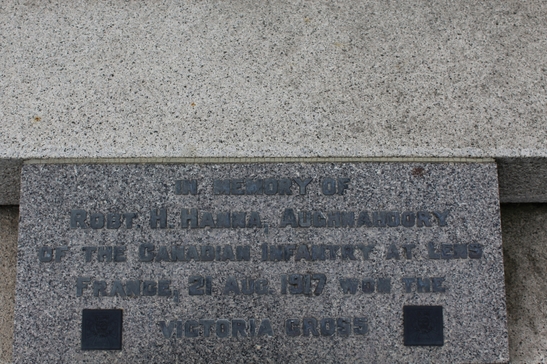 IN MEMORY OF
ROBT H. HANNA, AUGHNAHOORY
OF THE CANADIAN INFANTRY AT LENS
FRANCE, 21 AUG. 1917 WON THE
VICTORIA CROSS